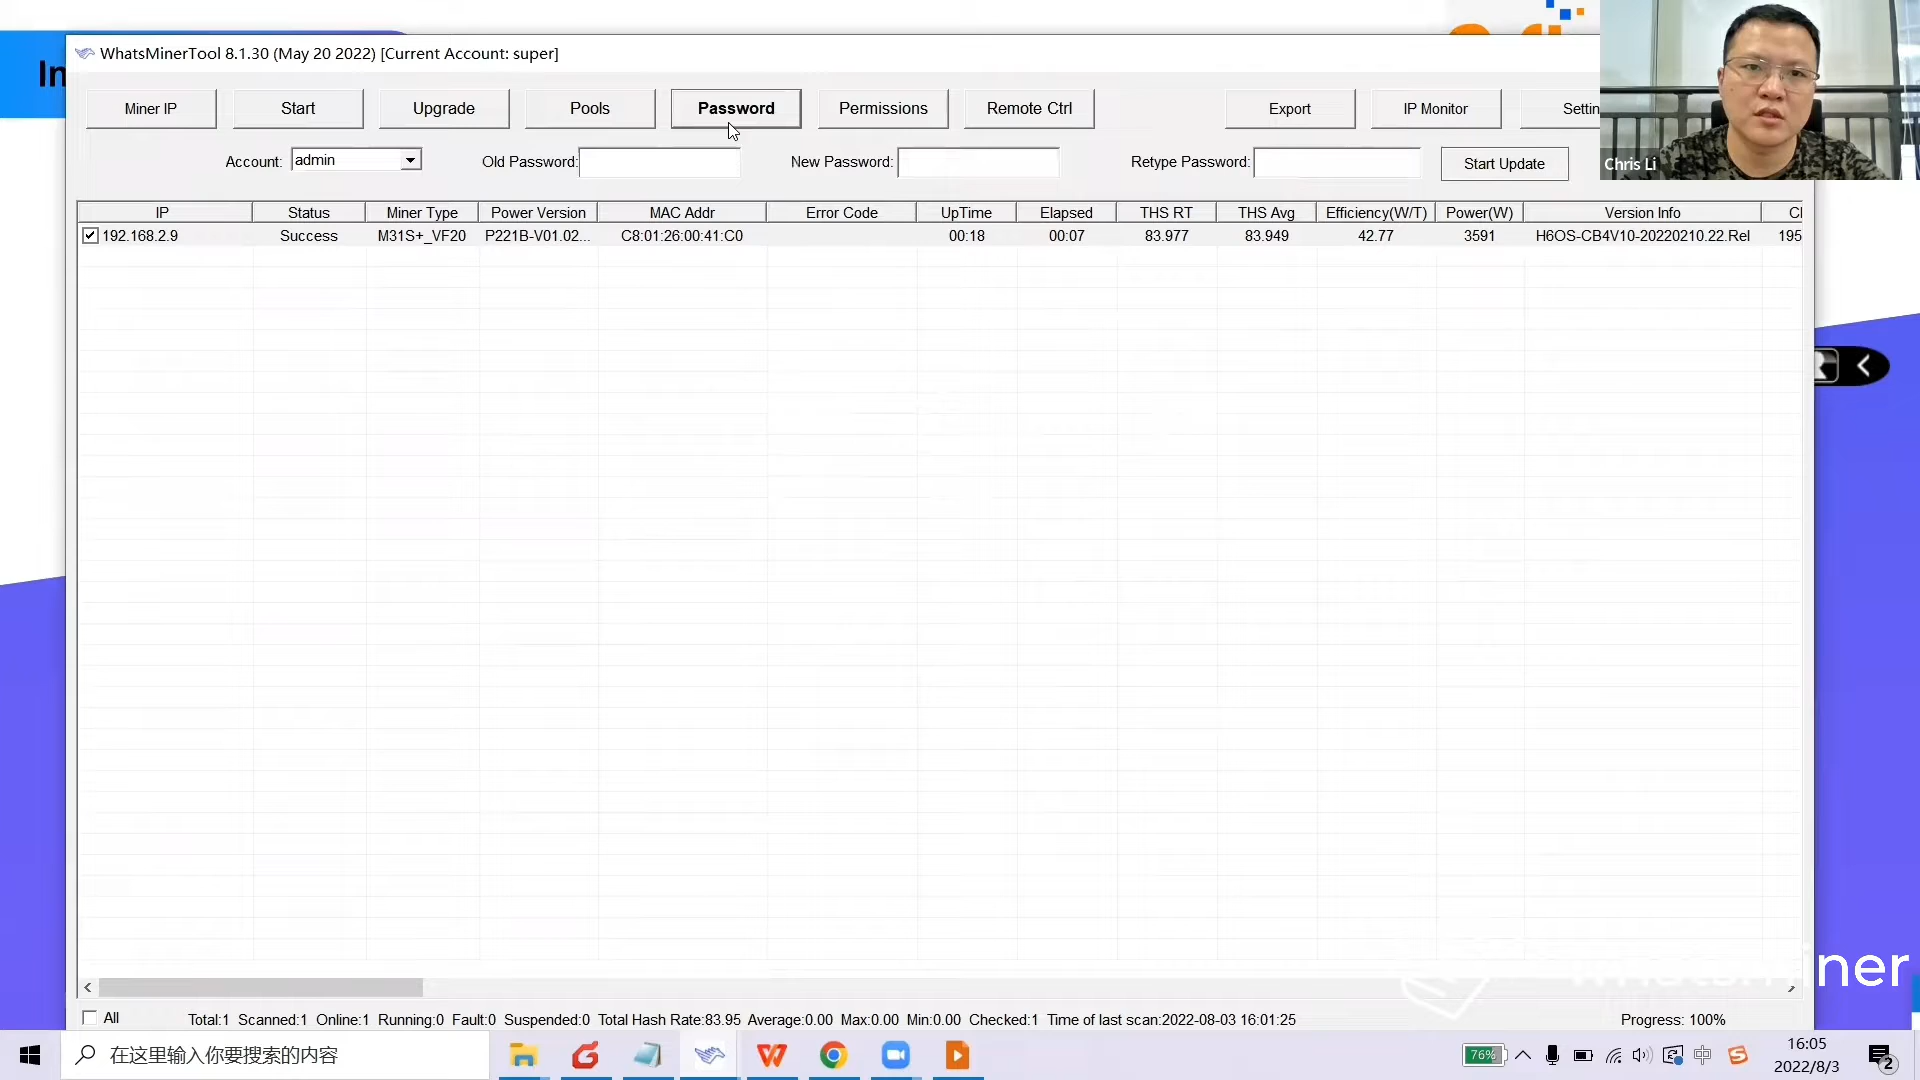 In
WhatsMinerTool 8.1.30 (May 20 2022) [Current Account: super]
Miner IP Start Upgrade Pools Password Permissions Remote Ctrl Export IP Monitor Settin
Account: admin Old Password: New Password: Retype Password: Start Update
Chris Li
IP Status Miner Type Power Version MAC Addr Error Code UpTime Elapsed THS RT THS Avg Efficiency(W/T) Power(W) Version Info
192.168.2.9 Success M31S+_VF20 P221B-V01.02... C8:01:26:00:41:C0 00:18 00:07 83.977 83.949 42.77 3591 H6OS-CB4V10-20220210.22.Rel 195
iner
All Total:1 Scanned:1 Online:1 Running:0 Fault:0 Suspended:0 Total Hash Rate:83.95 Average:0.00 Max:0.00 Min:0.00 Checked:1 Time of last scan:2022-08-03 16:01:25 Progress: 100%
在这里输入你要搜索的内容
76% 中 16:05
2022/8/3 2